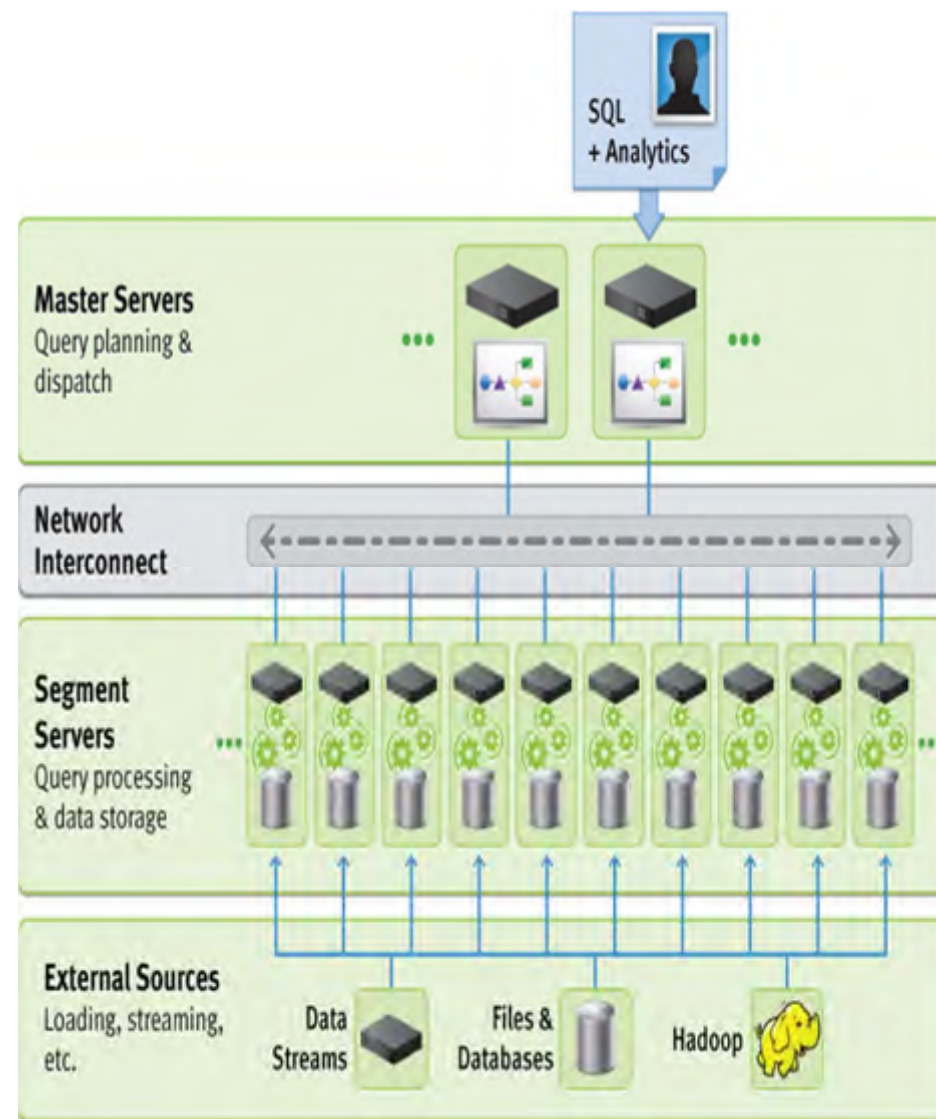 SQL
+ Analytics
Master Servers
Query planning &
dispatch
Network
Interconnect
Segment
Servers
Query processing
& data storage
External Sources
Loading, streaming,
etc.
Data
Streams
Files &
Databases
Hadoop